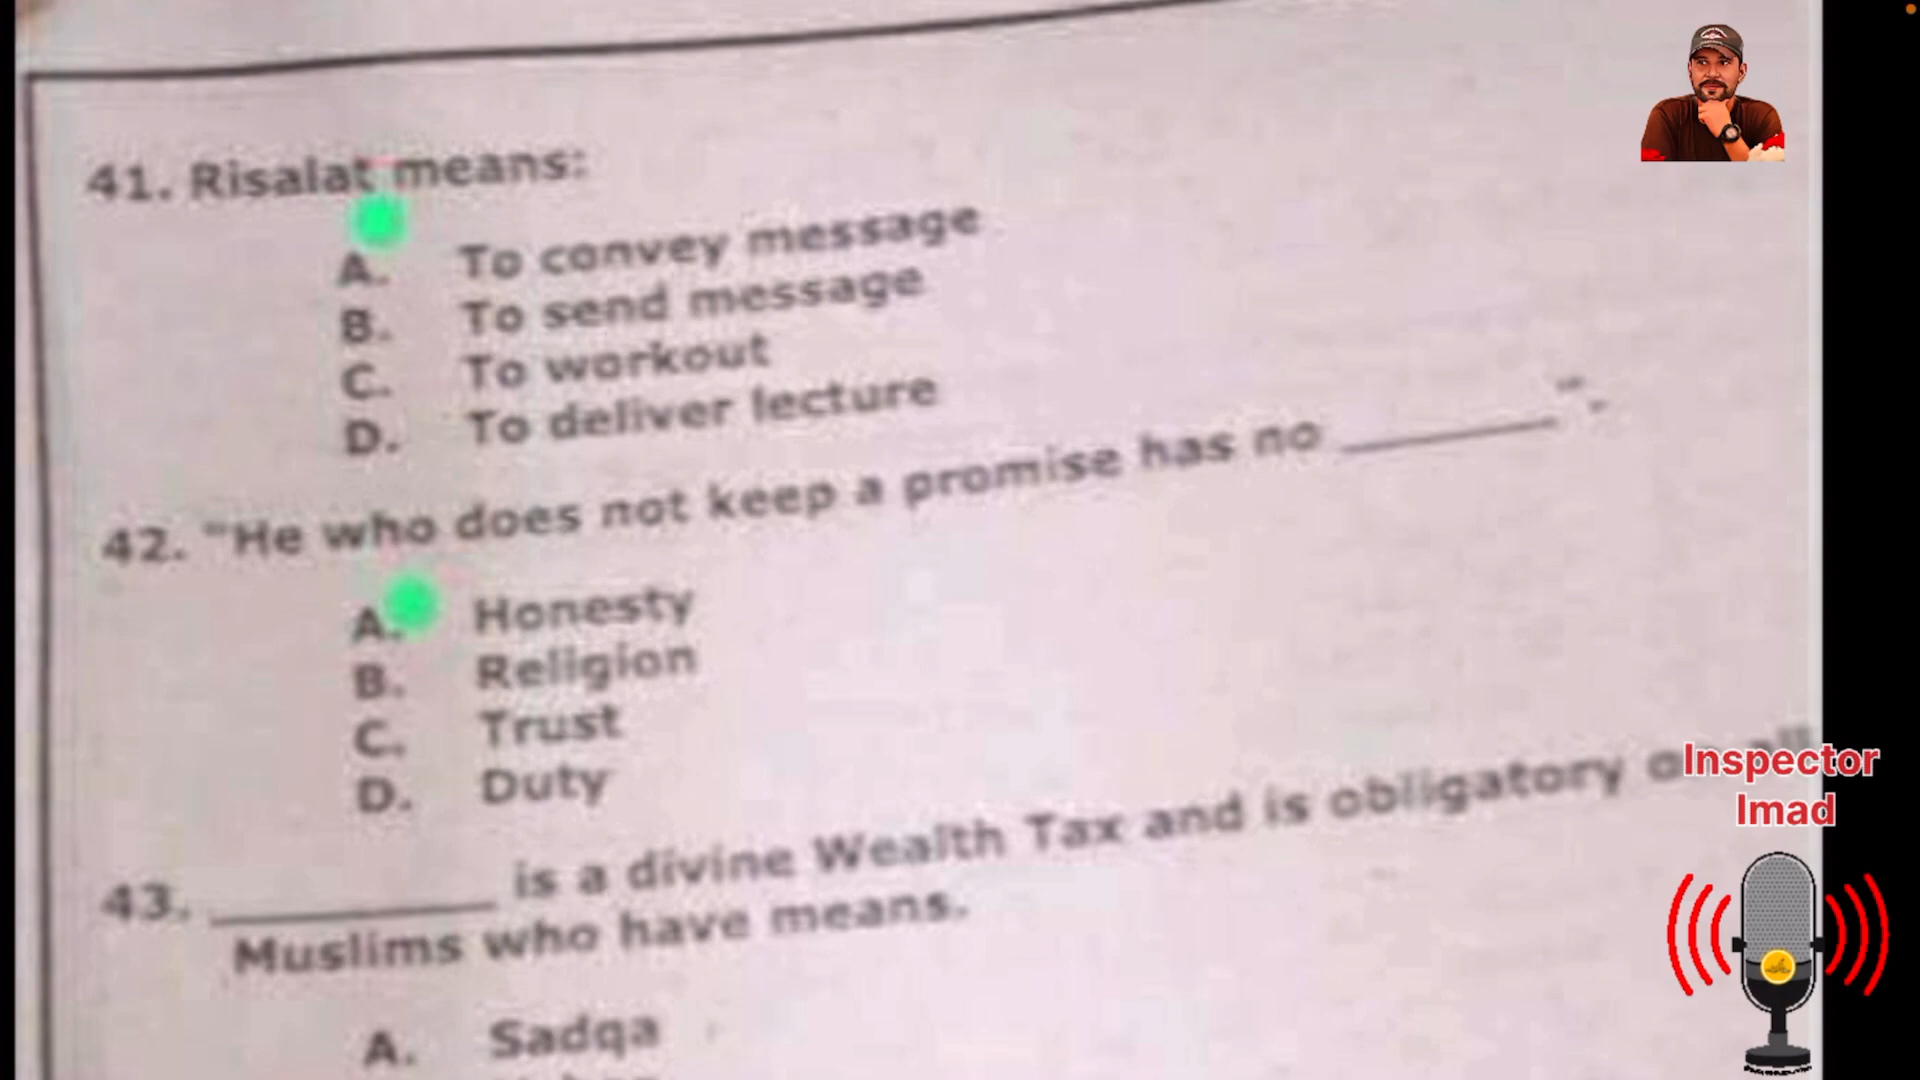 41. Risalat means:
A. To convey message
B. To send message
C. To workout
D. To deliver lecture
42. "He who does not keep a promise has no ________".
A. Honesty
B. Religion
C. Trust
D. Duty
43. ________ is a divine Wealth Tax and is obligatory
Muslims who have means.
A. Sadqa
Inspector
Imad